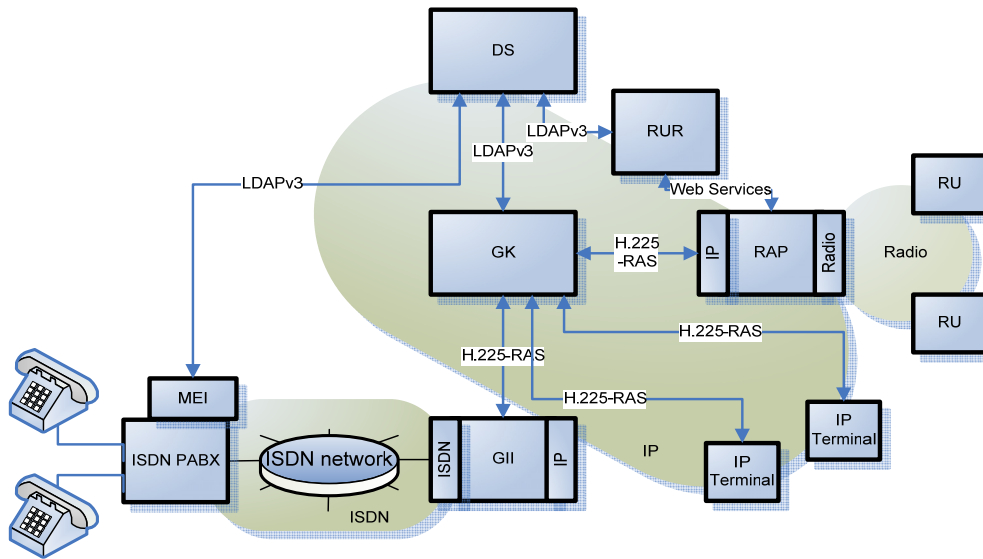 DS
RUR
LDAPv3
LDAPv3
LDAPv3
Web Services
RU
GK
H.225
-RAS
IP
RAP
Radio
Radio
RU
H.225-RAS
H.225-RAS
H.225-RAS
MEI
ISDN PABX
ISDN network
ISDN
ISDN
GII
IP
IP
IP
Terminal
IP
Terminal